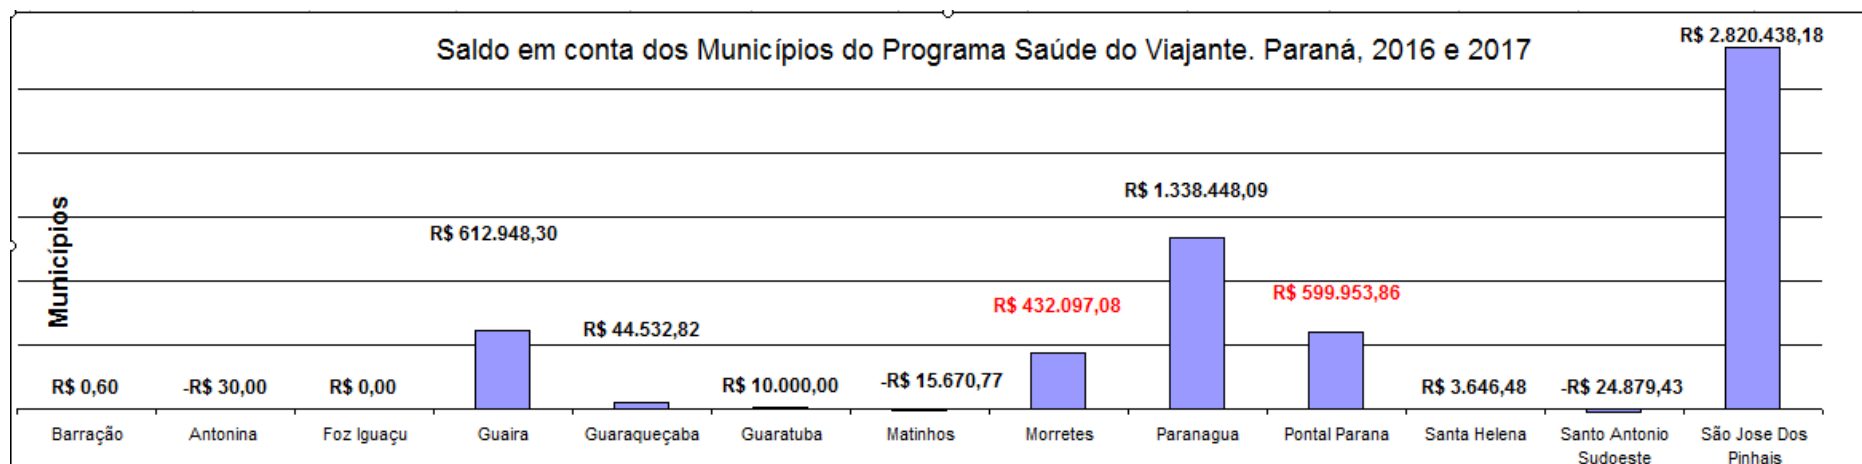 Saldo em conta dos Municípios do Programa Saúde do Viajante. Paraná, 2016 e 2017
Municípios
R$ 0,60
-R$ 30,00
R$ 0,00
R$ 612.948,30
R$ 44.532,82
R$ 10.000,00
-R$ 15.670,77
R$ 432.097,08
R$ 1.338.448,09
R$ 599.953,86
R$ 3.646,48
-R$ 24.879,43
R$ 2.820.438,18
Barração
Antonina
Foz Iguaçu
Guaira
Guaraqueçaba
Guaratuba
Matinhos
Morretes
Paranagua
Pontal Parana
Santa Helena
Santo Antonio
Sudoeste
São Jose Dos
Pinhais